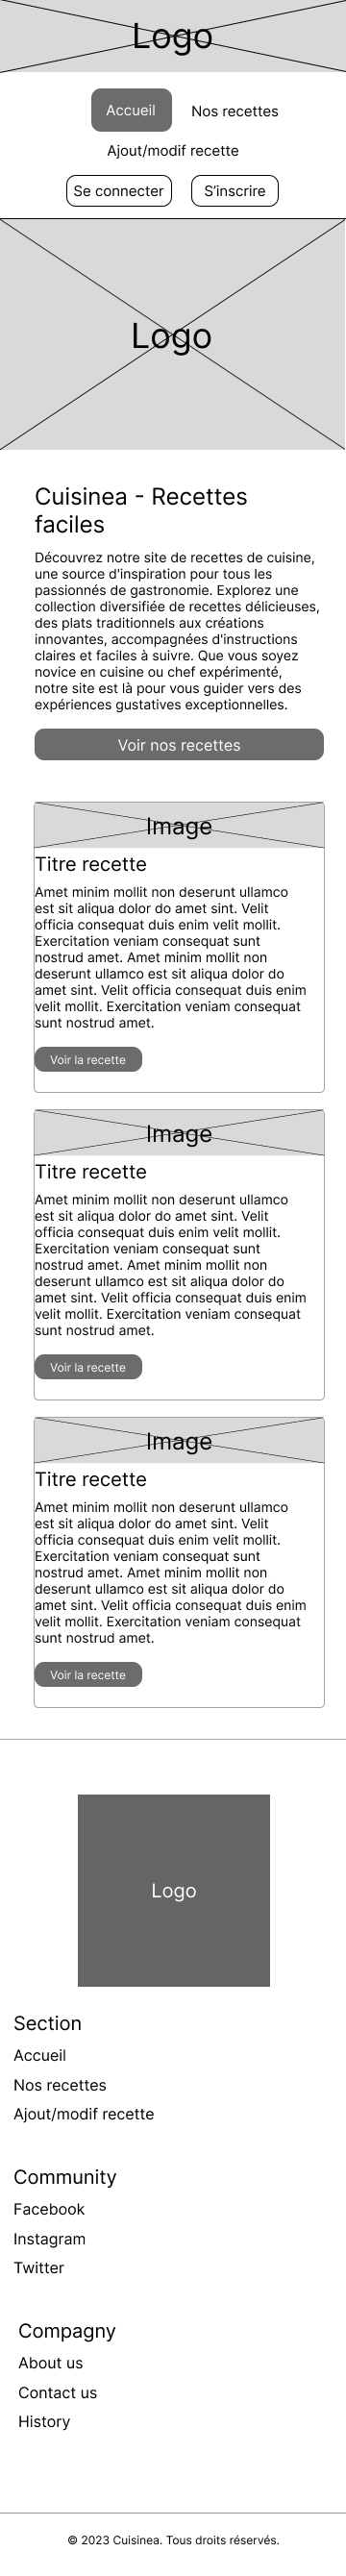 Logo
Accueil
Nos recettes
Ajout/modif recette
Se connecter
S'inscrire
Logo
Cuisinea - Recettes
faciles
Découvrez notre site de recettes de cuisine,
une source d'inspiration pour tous les
passionnés de gastronomie. Explorez une
collection diversifiée de recettes délicieuses,
des plats traditionnels aux créations
innovantes, accompagnées d'instructions
claires et faciles à suivre. Que vous soyez
novice en cuisine ou chef expérimenté,
notre site est là pour vous guider vers des
expériences gustatives exceptionnelles.
Voir nos recettes
Image
Titre recette
Amet minim mollit non deserunt ullamco
est sit aliqua dolor do amet sint. Velit
officia consequat duis enim velit mollit.
Exercitation veniam consequat sunt
nostrud amet. Amet minim mollit non
deserunt ullamco est sit aliqua dolor do
amet sint. Velit officia consequat duis enim
velit mollit. Exercitation veniam consequat
sunt nostrud amet.
Voir la recette
Image
Titre recette
Amet minim mollit non deserunt ullamco
est sit aliqua dolor do amet sint. Velit
officia consequat duis enim velit mollit.
Exercitation veniam consequat sunt
nostrud amet. Amet minim mollit non
deserunt ullamco est sit aliqua dolor do
amet sint. Velit officia consequat duis enim
velit mollit. Exercitation veniam consequat
sunt nostrud amet.
Voir la recette
Image
Titre recette
Amet minim mollit non deserunt ullamco
est sit aliqua dolor do amet sint. Velit
officia consequat duis enim velit mollit.
Exercitation veniam consequat sunt
nostrud amet. Amet minim mollit non
deserunt ullamco est sit aliqua dolor do
amet sint. Velit officia consequat duis enim
velit mollit. Exercitation veniam consequat
sunt nostrud amet.
Voir la recette
Logo
Section
Accueil
Nos recettes
Ajout/modif recette
Community
Facebook
Instagram
Twitter
Compagny
About us
Contact us
History
© 2023 Cuisinea. Tous droits réservés.